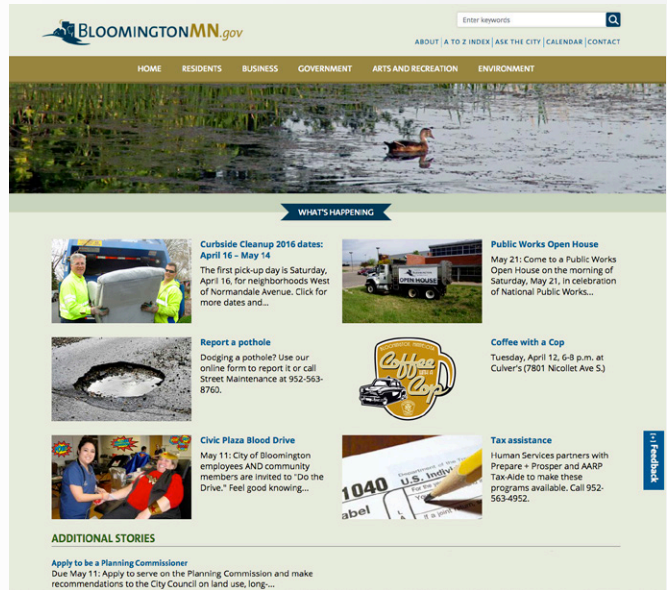 BLOOMINGTONMN.gov
Enter keywords
ABOUT | A TO Z INDEX | ASK THE CITY | CALENDAR | CONTACT
HOME RESIDENTS BUSINESS GOVERNMENT ARTS AND RECREATION ENVIRONMENT
WHAT'S HAPPENING
Curbside Cleanup 2016 dates:
April 16 – May 14
The first pick-up day is Saturday,
April 16, for neighborhoods West
of Normandale Avenue. Click for
more dates and...
OPEN HOUSE
Public Works Open House
May 21: Come to a Public Works
Open House on the morning of
Saturday, May 21, in celebration
of National Public Works...
Report a pothole
Dodging a pothole? Use our
online form to report it or call
Street Maintenance at 952-563-
8760.
Coffee
with a
Cop
Coffee with a Cop
Tuesday, April 12, 6-8 p.m. at
Culver's (7801 Nicollet Ave S.)
Civic Plaza Blood Drive
May 11: City of Bloomington
employees AND community
members are invited to "Do the
Drive." Feel good knowing...
1040
U.S. Indivi
abel
Tax assistance
Human Services partners with
Prepare + Prosper and AARP
Tax-Aide to make these
programs available. Call 952-
563-4952.
[+] Feedback
ADDITIONAL STORIES
Apply to be a Planning Commissioner
Due May 11: Apply to serve on the Planning Commission and make
recommendations to the City Council on land use, long-...